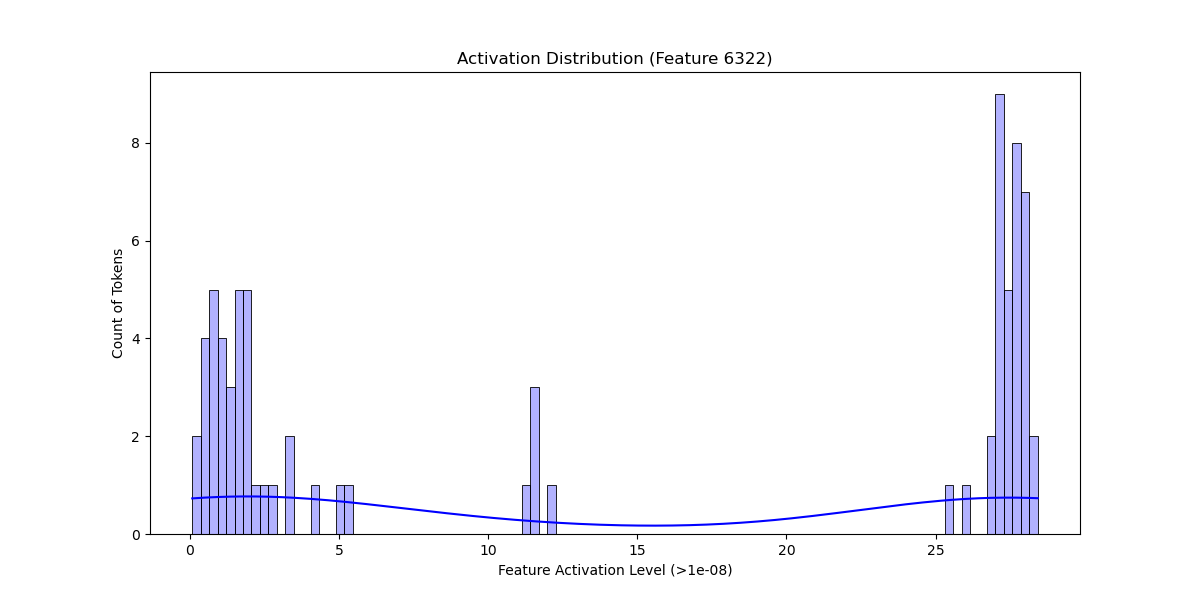 Activation Distribution (Feature 6322)
8
6
4
2
0
Count of Tokens
0 5 10 15 20 25
Feature Activation Level (>1e-08)